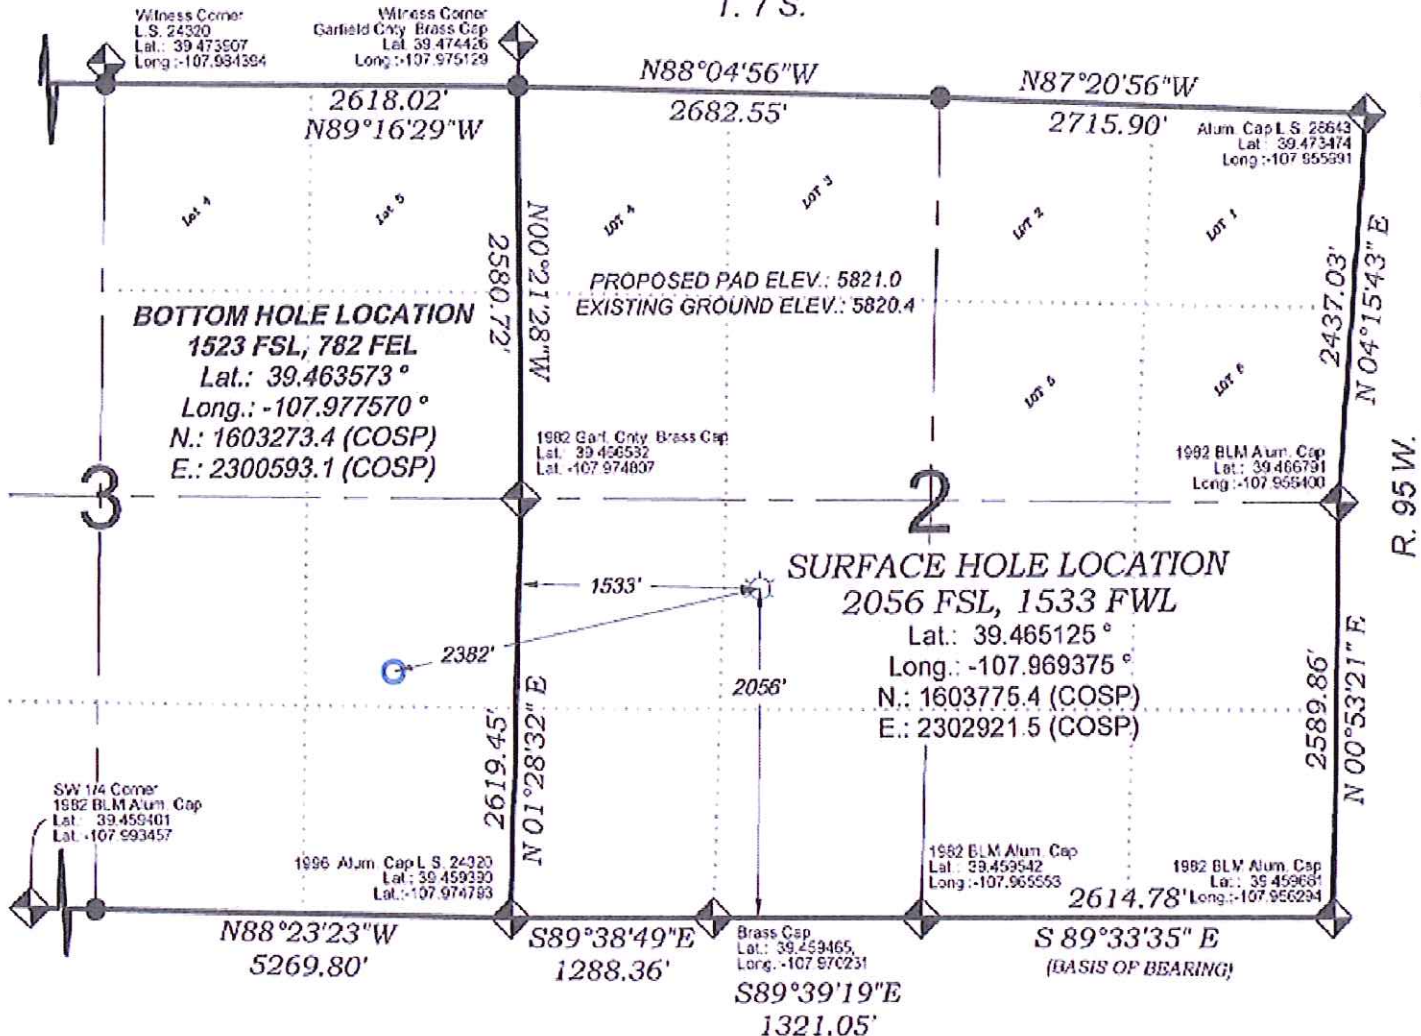 T. 7 S.
Witness Corner
L.S. 24320
Lat.: 39.473907
Long.:-107.984394
Witness Corner
Garfield Cnty. Brass Cap
Lat. 39.474426
Long.:-107.975129
2618.02'
N89°16'29"W
N88°04'56"W
2682.55'
N87°20'56"W
2715.90'
Alum. Cap L.S. 28643
Lat.: 39.473474
Long.:-107.955891
Lot 4
Lot 5
LOT 4
LOT 3
LOT 2
LOT 1
2580.72'
N00°21'28"W
PROPOSED PAD ELEV.: 5821.0
EXISTING GROUND ELEV.: 5820.4
2437.03'
N 04°15'43" E
BOTTOM HOLE LOCATION
1523 FSL, 782 FEL
Lat.: 39.463573 °
Long.: -107.977570 °
N.: 1603273.4 (COSP)
E.: 2300593.1 (COSP)
LOT 5
LOT 6
1982 Garf. Cnty. Brass Cap
Lat.: 39.466532
Lat.-107.974807
1982 BLM Alum. Cap
Lat.: 39.466791
Long.:-107.956400
R. 95 W.
3
2
1533'
SURFACE HOLE LOCATION
2056 FSL, 1533 FWL
Lat.: 39.465125 °
Long.: -107.969375 °
N.: 1603775.4 (COSP)
E.: 2302921.5 (COSP)
2382'
2056'
2619.45'
N 01°28'32" E
2589.86'
N 00°53'21" E
SW 1/4 Corner
1982 BLM Alum. Cap
Lat.: 39.459401
Lat.-107.993457
1996 Alum. Cap L.S. 24320
Lat.: 39.459390
Lat.:-107.974793
1982 BLM Alum. Cap
Lat.: 39.459542
Long.:-107.965553
1982 BLM Alum. Cap
Lat.: 39.459681
Long.:-107.956294
2614.78'
N88°23'23"W
5269.80'
S89°38'49"E
1288.36'
Brass Cap
Lat.: 39.459465,
Long.-107.970231
S89°39'19"E
1321.05'
S 89°33'35" E
(BASIS OF BEARING)